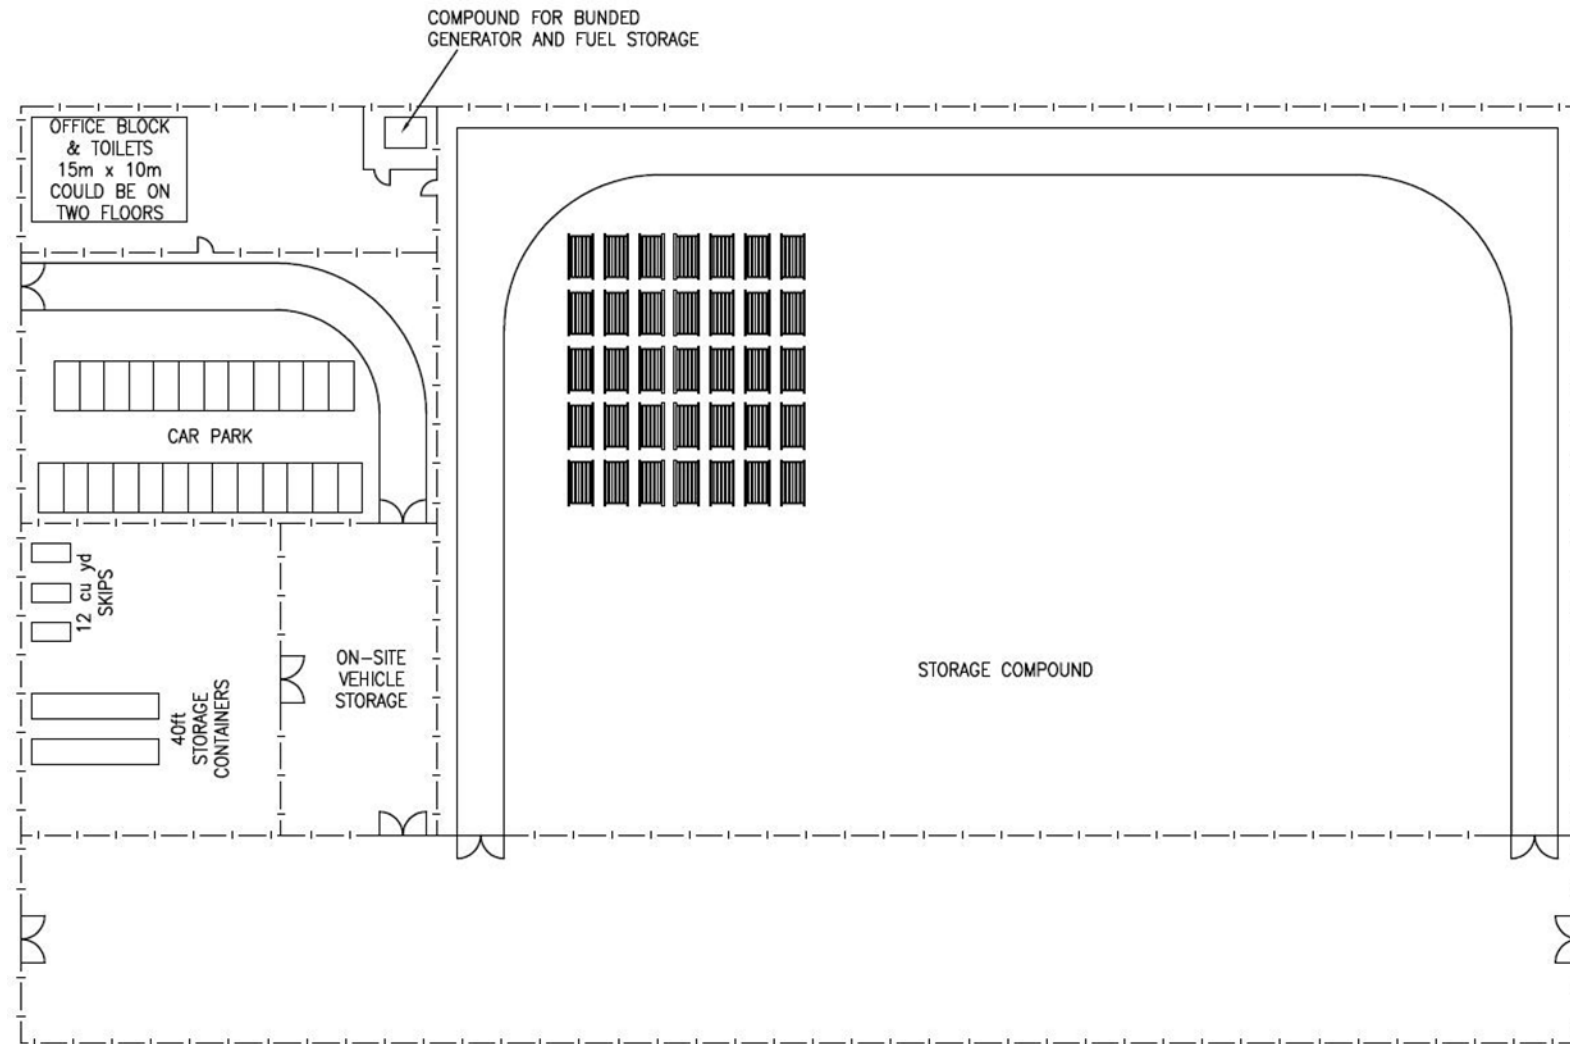 COMPOUND FOR BUNDED
GENERATOR AND FUEL STORAGE
OFFICE BLOCK
& TOILETS
15m x 10m
COULD BE ON
TWO FLOORS
CAR PARK
12 cu yd
SKIPS
40ft
STORAGE
CONTAINERS
ON-SITE
VEHICLE
STORAGE
STORAGE COMPOUND